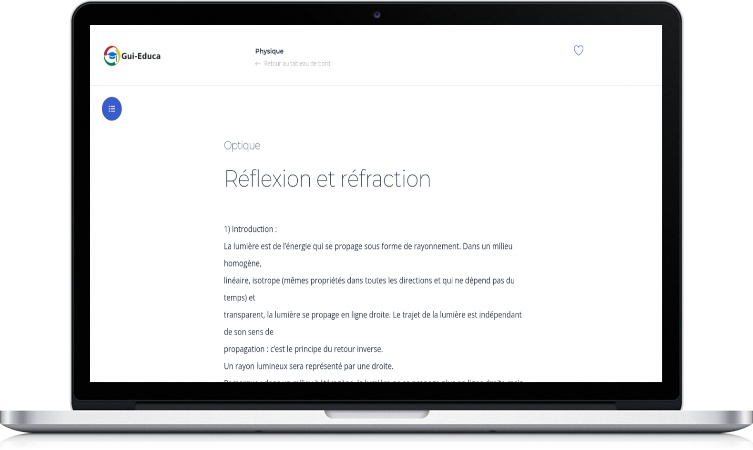 Gui-Educa
Physique
← Retour au tableau de bord
Optique
Réflexion et réfraction
1) Introduction :
La lumière est de l'énergie qui se propage sous forme de rayonnement. Dans un milieu
homogène,
linéaire, isotrope (mêmes propriétés dans toutes les directions et qui ne dépend pas du
temps) et
transparent, la lumière se propage en ligne droite. Le trajet de la lumière est indépendant
de son sens de
propagation : c'est le principe du retour inverse.
Un rayon lumineux sera représenté par une droite.